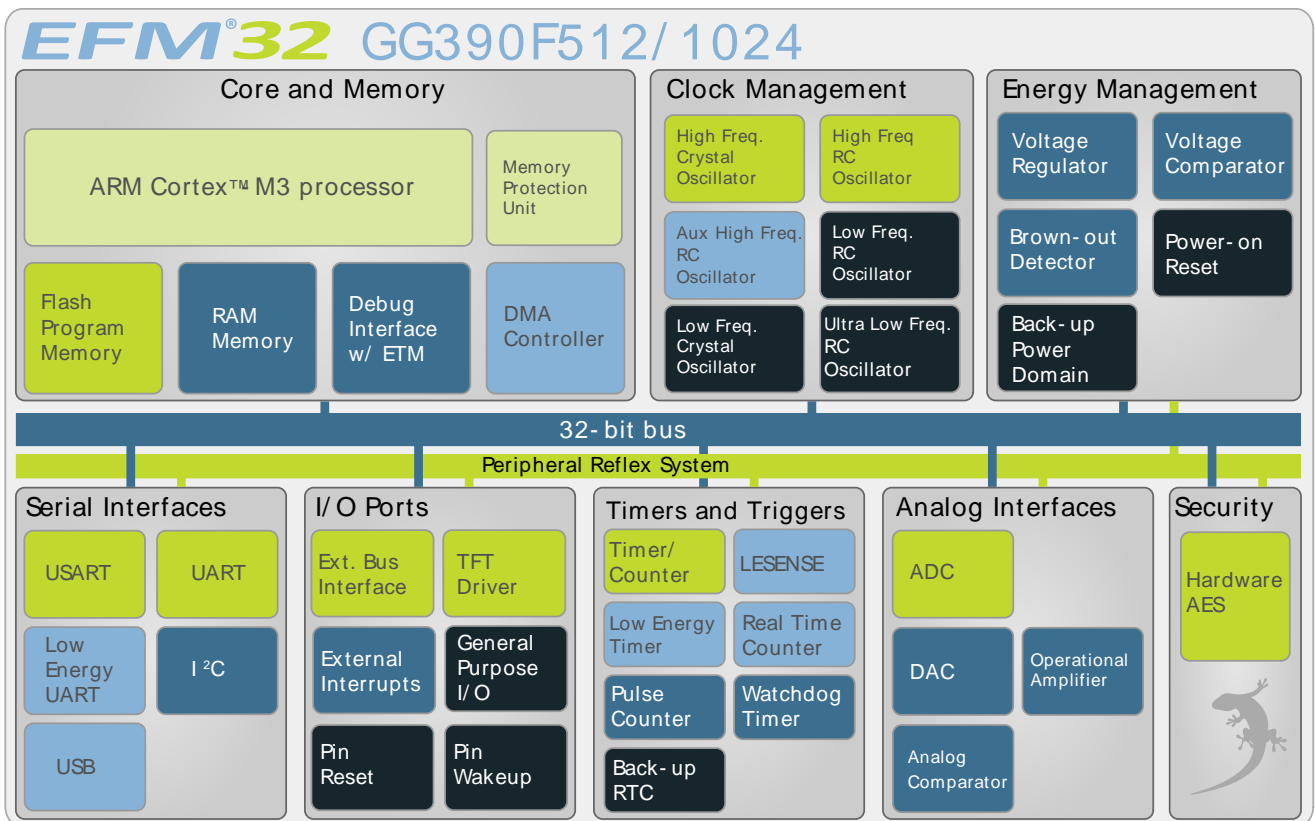 EFM®32 GG390F512/1024
Core and Memory
ARM Cortex™ M3 processor
Memory
Protection
Unit
Flash
Program
Memory
RAM
Memory
Debug
Interface
w/ ETM
DMA
Controller
Clock Management
High Freq.
Crystal
Oscillator
High Freq
RC
Oscillator
Aux High Freq.
RC
Oscillator
Low Freq.
RC
Oscillator
Low Freq.
Crystal
Oscillator
Ultra Low Freq.
RC
Oscillator
Energy Management
Voltage
Regulator
Voltage
Comparator
Brown-out
Detector
Power-on
Reset
Back-up
Power
Domain
32-bit bus
Peripheral Reflex System
Serial Interfaces
USART
UART
Low
Energy
UART
I²C
USB
I/O Ports
Ext. Bus
Interface
TFT
Driver
External
Interrupts
General
Purpose
I/O
Pin
Reset
Pin
Wakeup
Timers and Triggers
Timer/
Counter
LESENSE
Low Energy
Timer
Real Time
Counter
Pulse
Counter
Watchdog
Timer
Back-up
RTC
Analog Interfaces
ADC
DAC
Operational
Amplifier
Analog
Comparator
Security
Hardware
AES